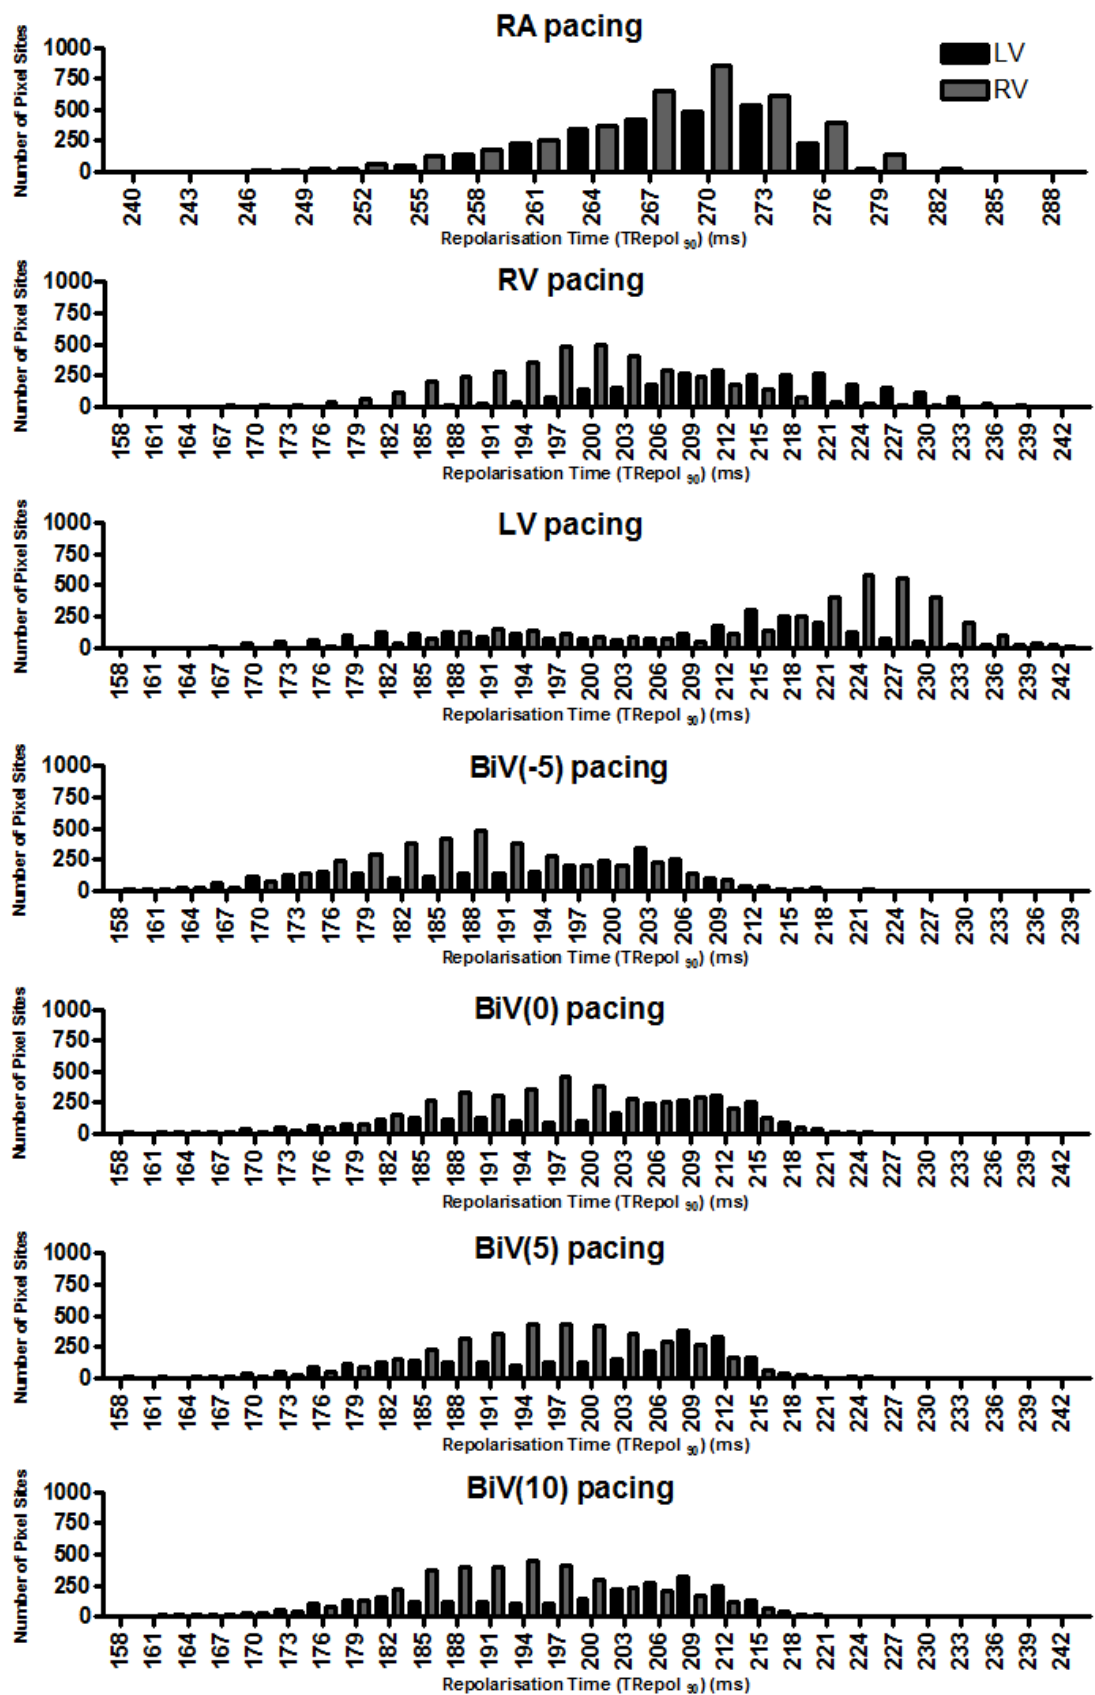 RA pacing
LV
RV
Number of Pixel Sites
1000
750
500
250
0
240 243 246 249 252 255 258 261 264 267 270 273 276 279 282 285 288
Repolarisation Time (TRepol 90) (ms)
RV pacing
Number of Pixel Sites
1000
750
500
250
0
158 161 164 167 170 173 176 179 182 185 188 191 194 197 200 203 206 209 212 215 218 221 224 227 230 233 236 239 242
Repolarisation Time (TRepol 90) (ms)
LV pacing
Number of Pixel Sites
1000
750
500
250
0
158 161 164 167 170 173 176 179 182 185 188 191 194 197 200 203 206 209 212 215 218 221 224 227 230 233 236 239 242
Repolarisation Time (TRepol 90) (ms)
BiV(-5) pacing
Number of Pixel Sites
1000
750
500
250
0
158 161 164 167 170 173 176 179 182 185 188 191 194 197 200 203 206 209 212 215 218 221 224 227 230 233 236 239
Repolarisation Time (TRepol 90) (ms)
BiV(0) pacing
Number of Pixel Sites
1000
750
500
250
0
158 161 164 167 170 173 176 179 182 185 188 191 194 197 200 203 206 209 212 215 218 221 224 227 230 233 236 239 242
Repolarisation Time (TRepol 90) (ms)
BiV(5) pacing
Number of Pixel Sites
1000
750
500
250
0
158 161 164 167 170 173 176 179 182 185 188 191 194 197 200 203 206 209 212 215 218 221 224 227 230 233 236 239 242
Repolarisation Time (TRepol 90) (ms)
BiV(10) pacing
Number of Pixel Sites
1000
750
500
250
0
158 161 164 167 170 173 176 179 182 185 188 191 194 197 200 203 206 209 212 215 218 221 224 227 230 233 236 239 242
Repolarisation Time (TRepol 90) (ms)